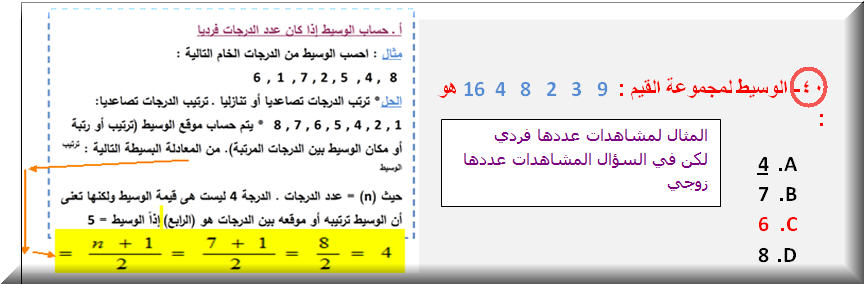 ٤٠- الوسيط لمجموعة القيم : 9 3 2 8 4 16 هو
:
المثال لمشاهدات عددها فردي
لكن في السؤال المشاهدات عددها
زوجي
4 .A
7 .B
6 .C
8 .D
أ . حساب الوسيط إذا كان عدد الدرجات فرديا
مثال : احسب الوسيط من الدرجات الخام التالية :
6 , 1 , 7 , 2 , 5 , 4 , 8
الحل* ترتب الدرجات تصاعديا أو تنازليا . ترتيب الدرجات تصاعديا:
1 , 2 , 4 , 5 , 6 , 7 , 8 * يتم حساب موقع الوسيط (ترتيب أو رتبة
أو مكان الوسيط بين الدرجات المرتبة). من المعادلة البسيطة التالية : ترتيب
الوسيط
حيث (n) = عدد الدرجات . الدرجة 4 ليست هى قيمة الوسيط ولكنها تعنى
أن الوسيط ترتيبه أو موقعه بين الدرجات هو (الرابع) إذاً الوسيط = 5
= n + 1 / 2 = 7 + 1 / 2 = 8 / 2 = 4